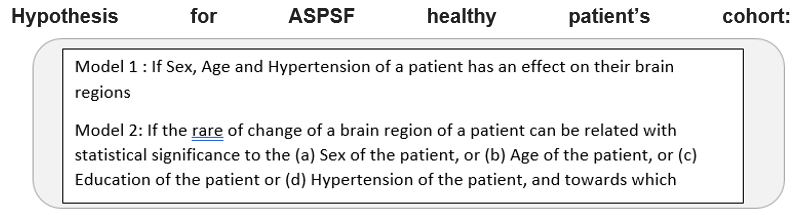 Hypothesis for ASPSF healthy patient's cohort:
Model 1 : If Sex, Age and Hypertension of a patient has an effect on their brain
regions
Model 2: If the rare of change of a brain region of a patient can be related with
statistical significance to the (a) Sex of the patient, or (b) Age of the patient, or (c)
Education of the patient or (d) Hypertension of the patient, and towards which